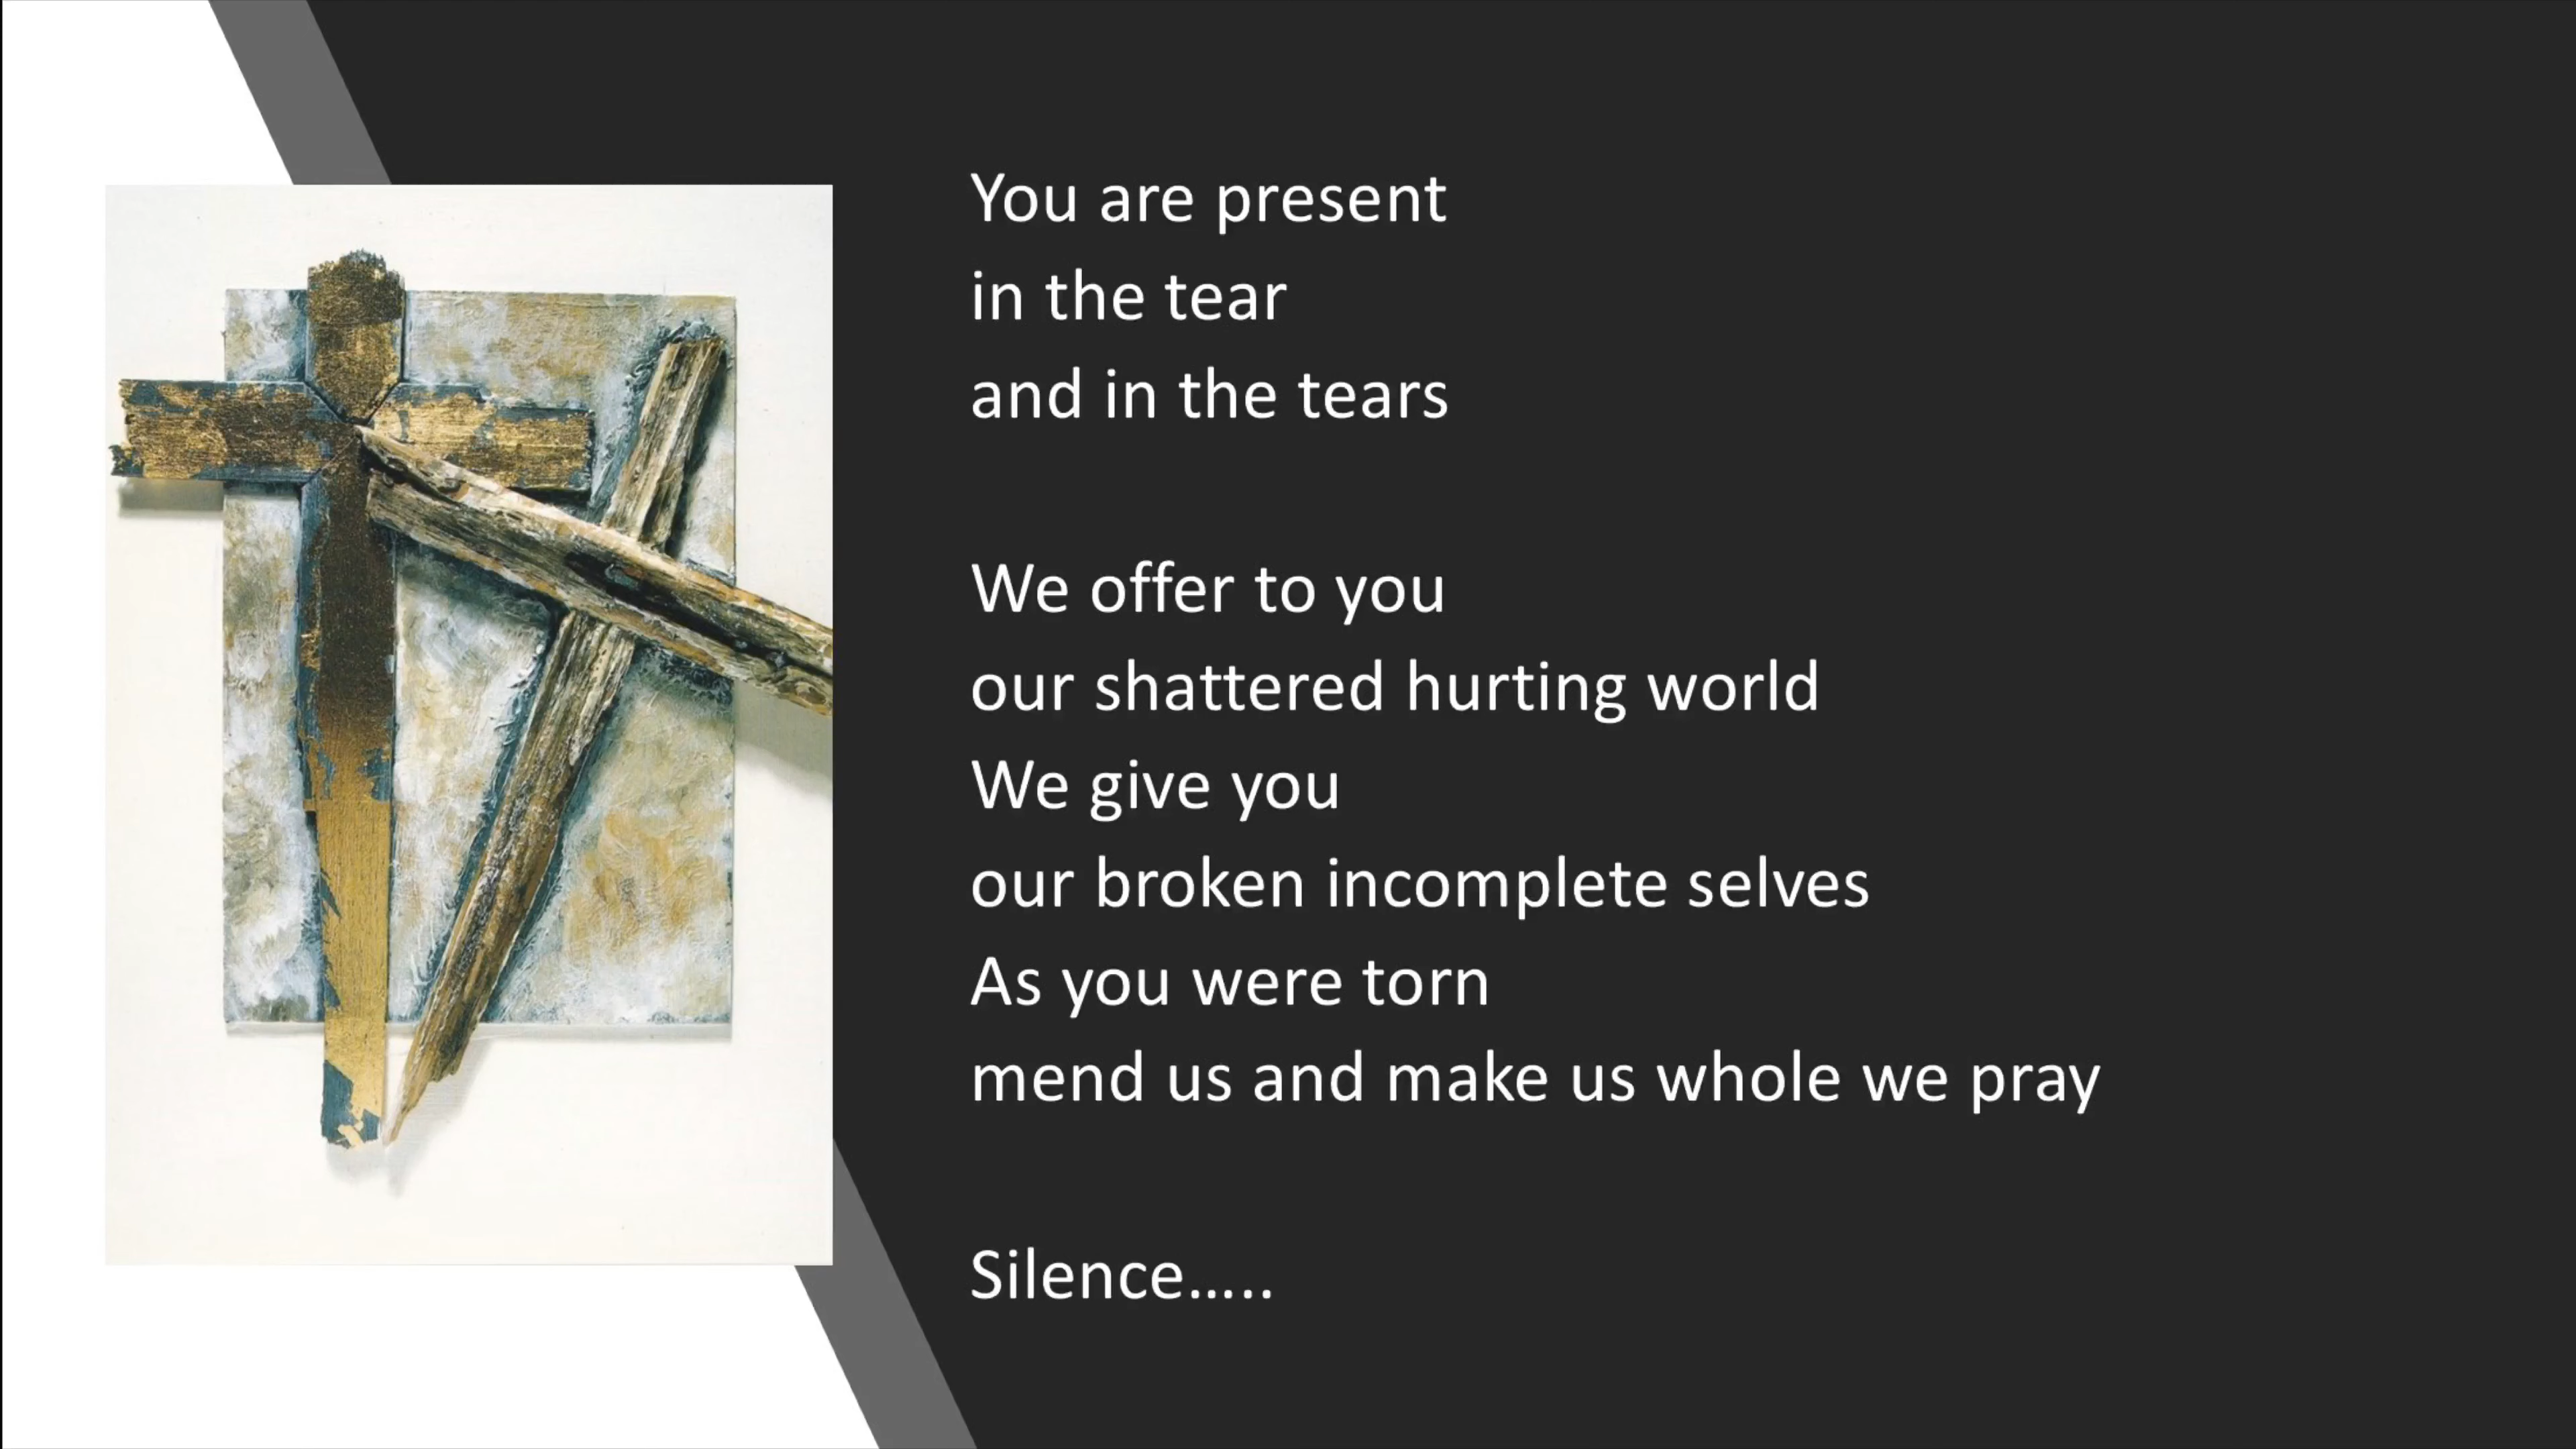 You are present
in the tear
and in the tears
We offer to you
our shattered hurting world
We give you
our broken incomplete selves
As you were torn
mend us and make us whole we pray
Silence…..